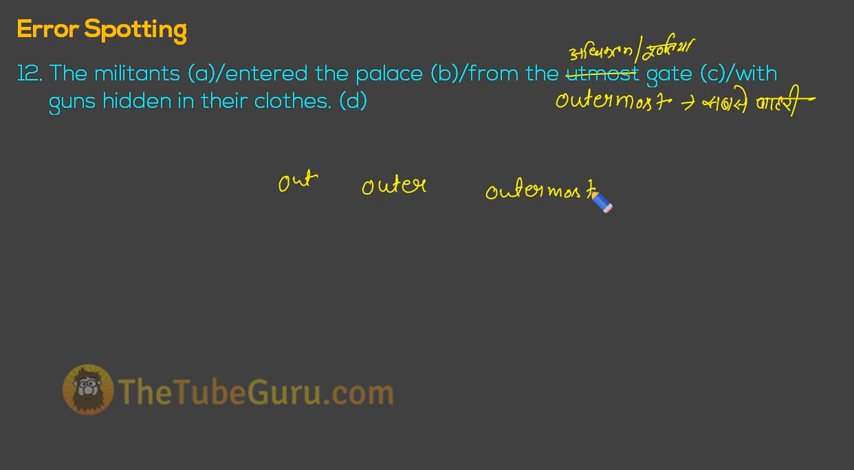 Error Spotting
अधिकतम/
12. The militants (a)/entered the palace (b)/from the utmost gate (c)/with
guns hidden in their clothes. (d)
outermost → सबसे बाहरी
out outer outermost
TheTubeGuru.com